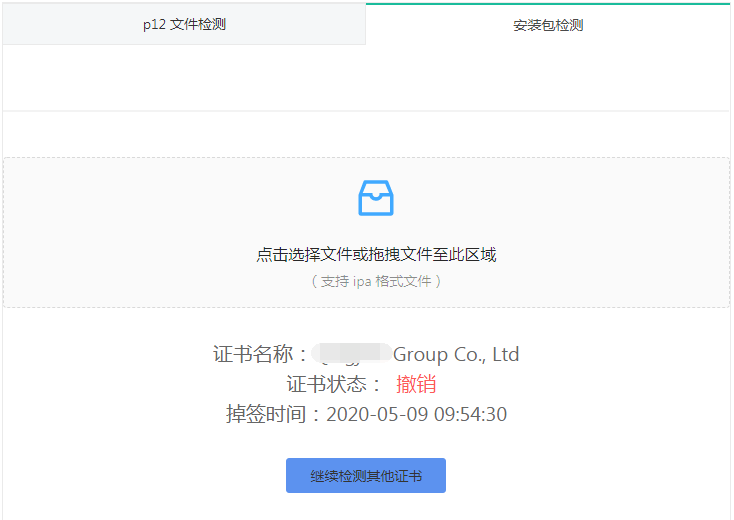 p12 文件检测
安装包检测
点击选择文件或拖拽文件至此区域
（支持 ipa 格式文件）
证书名称：Group Co., Ltd
证书状态： 撤销
掉签时间：2020-05-09 09:54:30
继续检测其他证书